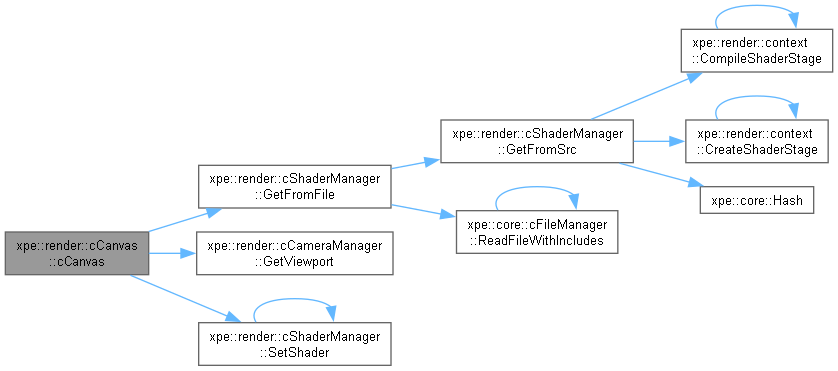 xpe::render::context
::CompileShaderStage
xpe::render::cShaderManager
::GetFromSrc
xpe::render::context
::CreateShaderStage
xpe::render::cShaderManager
::GetFromFile
xpe::core::Hash
xpe::core::cFileManager
::ReadFileWithIncludes
xpe::render::cCanvas
::cCanvas
xpe::render::cCameraManager
::GetViewport
xpe::render::cShaderManager
::SetShader